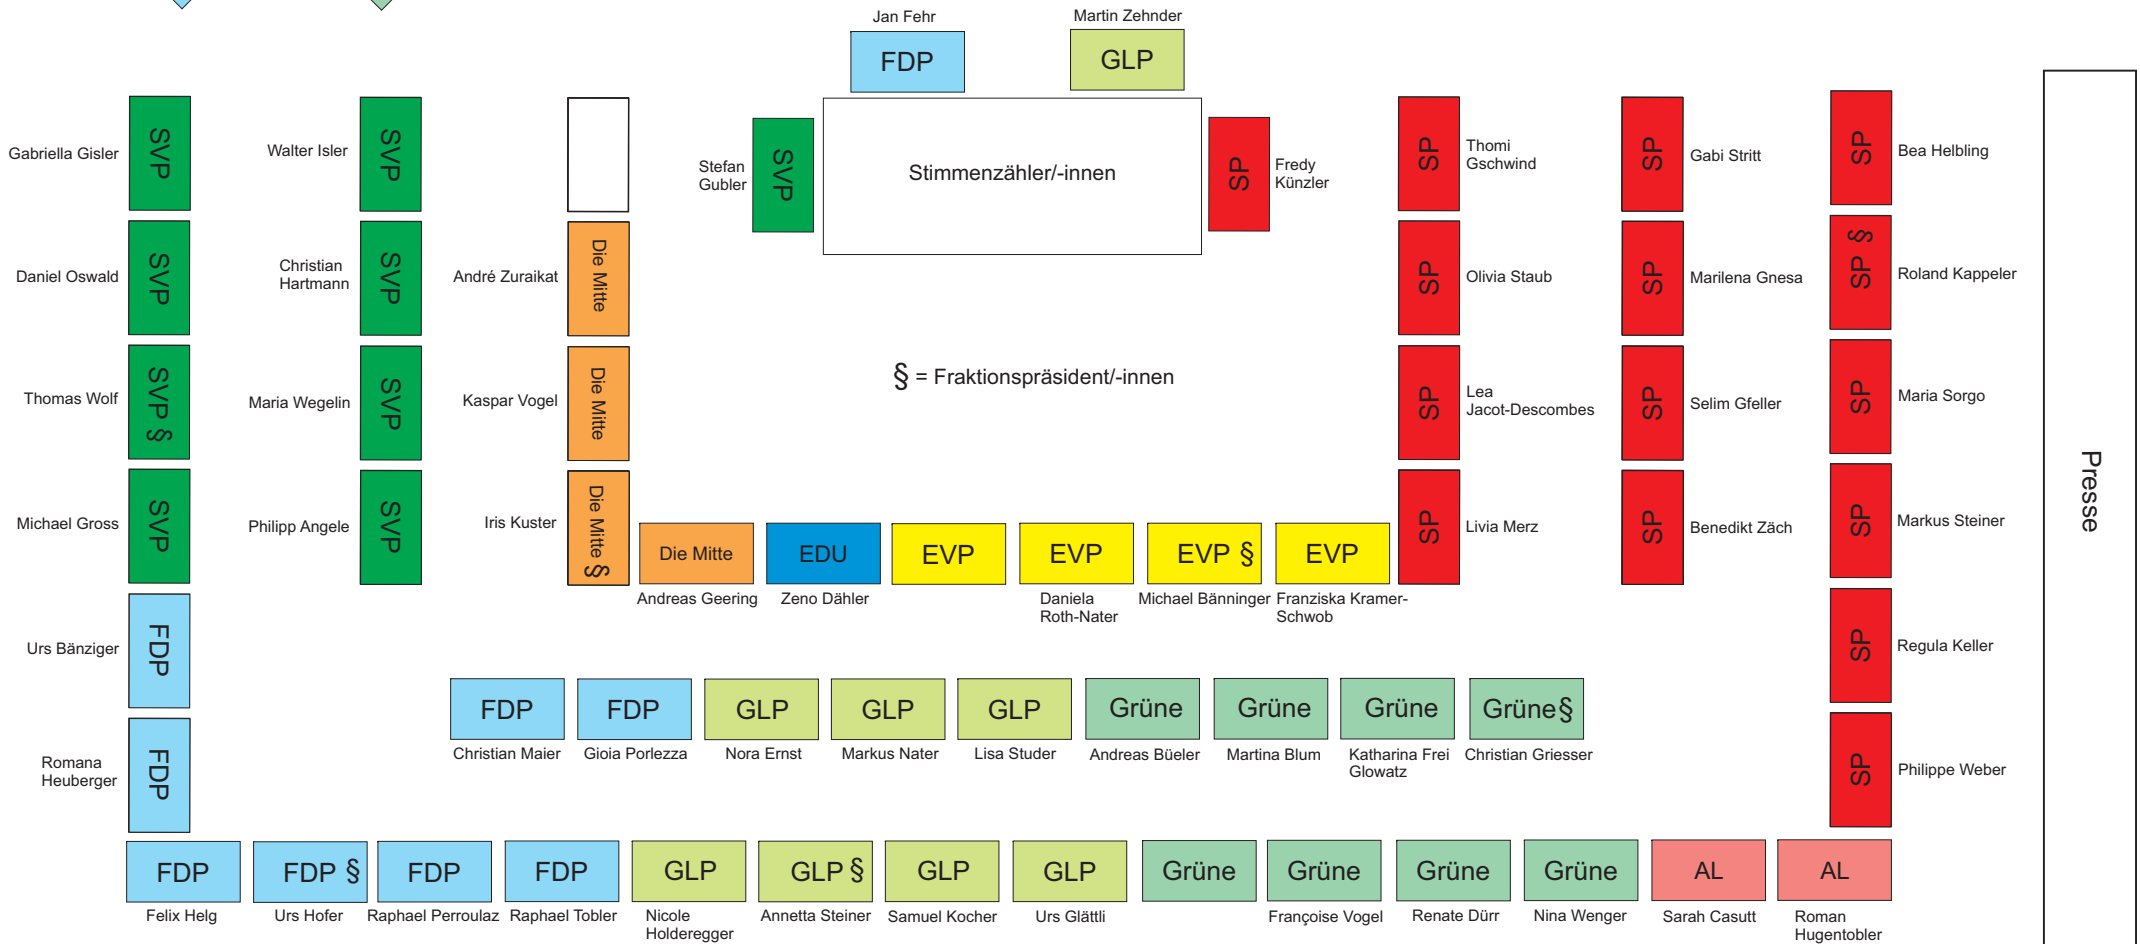 Jan Fehr
Martin Zehnder
FDP
GLP
Gabriella Gisler
SVP
Walter Isler
SVP
Stefan
Gubler
SVP
Stimmenzähler/-innen
SP
Fredy
Künzler
SP
Thomi
Gschwind
SP
Gabi Stritt
SP
Bea Helbling
Daniel Oswald
SVP
Christian
Hartmann
SVP
André Zuraikat
Die Mitte
SP
Olivia Staub
SP
Marilena Gnesa
SP §
Roland Kappeler
Thomas Wolf
SVP §
Maria Wegelin
SVP
Kaspar Vogel
Die Mitte
§ = Fraktionspräsident/-innen
SP
Lea
Jacot-Descombes
SP
Selim Gfeller
SP
Maria Sorgo
Michael Gross
SVP
Philipp Angele
SVP
Iris Kuster
Die Mitte §
SP
Livia Merz
SP
Benedikt Zäch
SP
Markus Steiner
Presse
Die Mitte
EDU
EVP
EVP
EVP §
EVP
Andreas Geering
Zeno Dähler
Daniela
Roth-Nater
Michael Bänninger
Franziska Kramer-
Schwob
Urs Bänziger
FDP
SP
Regula Keller
FDP
FDP
GLP
GLP
GLP
Grüne
Grüne
Grüne
Grüne§
Christian Maier
Gioia Porlezza
Nora Ernst
Markus Nater
Lisa Studer
Andreas Büeler
Martina Blum
Katharina Frei
Glowatz
Christian Griesser
Romana
Heuberger
FDP
SP
Philippe Weber
FDP
FDP §
FDP
FDP
GLP
GLP §
GLP
GLP
Grüne
Grüne
Grüne
Grüne
AL
AL
Felix Helg
Urs Hofer
Raphael Perroulaz
Raphael Tobler
Nicole
Holderegger
Annetta Steiner
Samuel Kocher
Urs Glättli
Françoise Vogel
Renate Dürr
Nina Wenger
Sarah Casutt
Roman
Hugentobler